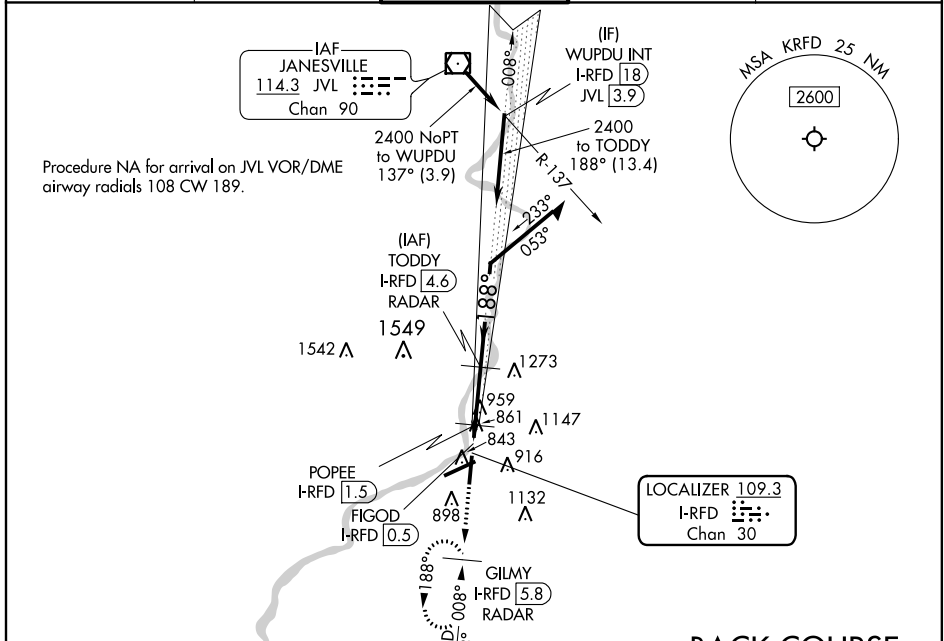 IAF
JANESVILLE
114.3 JVL
Chan 90
2400 NoPT
to WUPDU
137° (3.9)
008°
(IF)
WUPDU INT
I-RFD 18
JVL 3.9
2400
to TODDY
188° (13.4)
R-137
MSA KRFD 25 NM
2600
Procedure NA for arrival on JVL VOR/DME
airway radials 108 CW 189.
233°
053°
(IAF)
TODDY
I-RFD 4.6
RADAR
188°
1549
1542
1273
959
861
1147
843
916
POPEE
I-RFD 1.5
FIGOD
I-RFD 0.5
898
1132
LOCALIZER 109.3
I-RFD
Chan 30
188°
008°
GILMY
I-RFD 5.8
RADAR